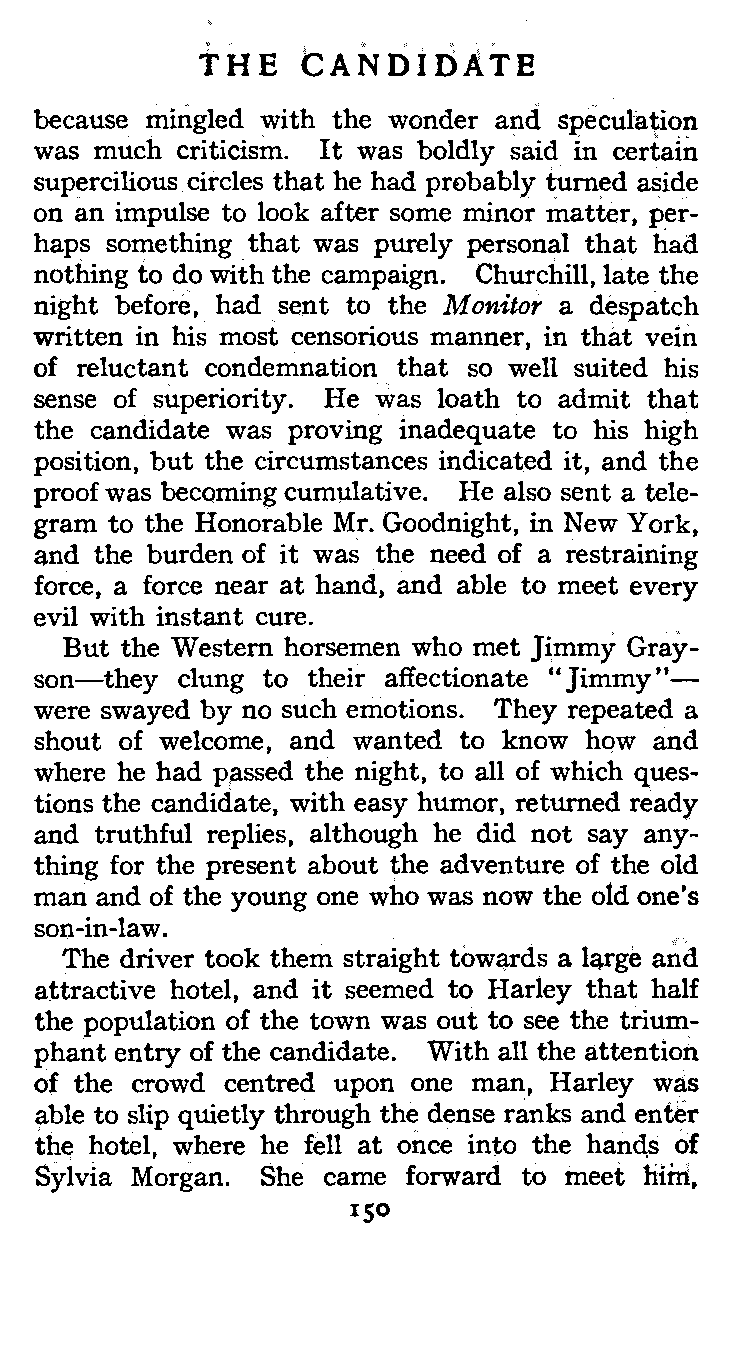 THE CANDIDATE
because mingled with the wonder and speculation
was much criticism. It was boldly said in certain
supercilious circles that he had probably turned aside
on an impulse to look after some minor matter, per-
haps something that was purely personal that had
nothing to do with the campaign. Churchill, late the
night before, had sent to the Monitor a despatch
written in his most censorious manner, in that vein
of reluctant condemnation that so well suited his
sense of superiority. He was loath to admit that
the candidate was proving inadequate to his high
position, but the circumstances indicated it, and the
proof was becoming cumulative. He also sent a tele-
gram to the Honorable Mr. Goodnight, in New York,
and the burden of it was the need of a restraining
force, a force near at hand, and able to meet every
evil with instant cure.
But the Western horsemen who met Jimmy Gray-
son—they clung to their affectionate "Jimmy"—
were swayed by no such emotions. They repeated a
shout of welcome, and wanted to know how and
where he had passed the night, to all of which ques-
tions the candidate, with easy humor, returned ready
and truthful replies, although he did not say any-
thing for the present about the adventure of the old
man and of the young one who was now the old one's
son-in-law.
The driver took them straight towards a large and
attractive hotel, and it seemed to Harley that half
the population of the town was out to see the trium-
phant entry of the candidate. With all the attention
of the crowd centred upon one man, Harley was
able to slip quietly through the dense ranks and enter
the hotel, where he fell at once into the hands of
Sylvia Morgan. She came forward to meet him,
150